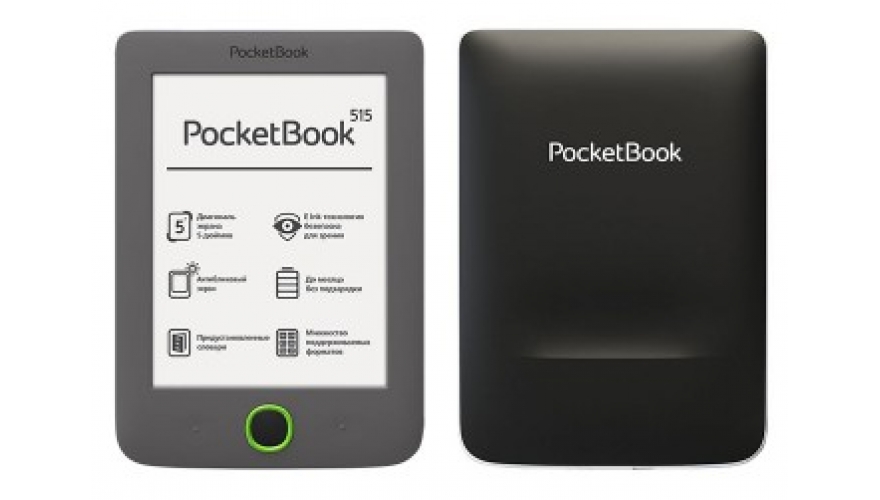 PocketBook
515
PocketBook
5
Диагональ
экрана
5 дюймов
E Ink технология
безопасна
для зрения
Антибликовый
экран
До месяца
без подзарядки
Предустановленные
словари
Множество
поддерживаемых
форматов
PocketBook